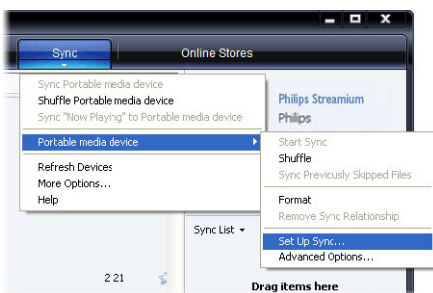 Sync
Online Stores
Sync Portable media device
Shuffle Portable media device
Sync "Now Playing" to Portable media device
Portable media device
Refresh Devices
More Options...
Help
Philips Streamium
Philips
Start Sync
Shuffle
Sync Previously Skipped Files
Format
Remove Sync Relationship
Set Up Sync...
Advanced Options...
Sync List
2 21
Drag items here